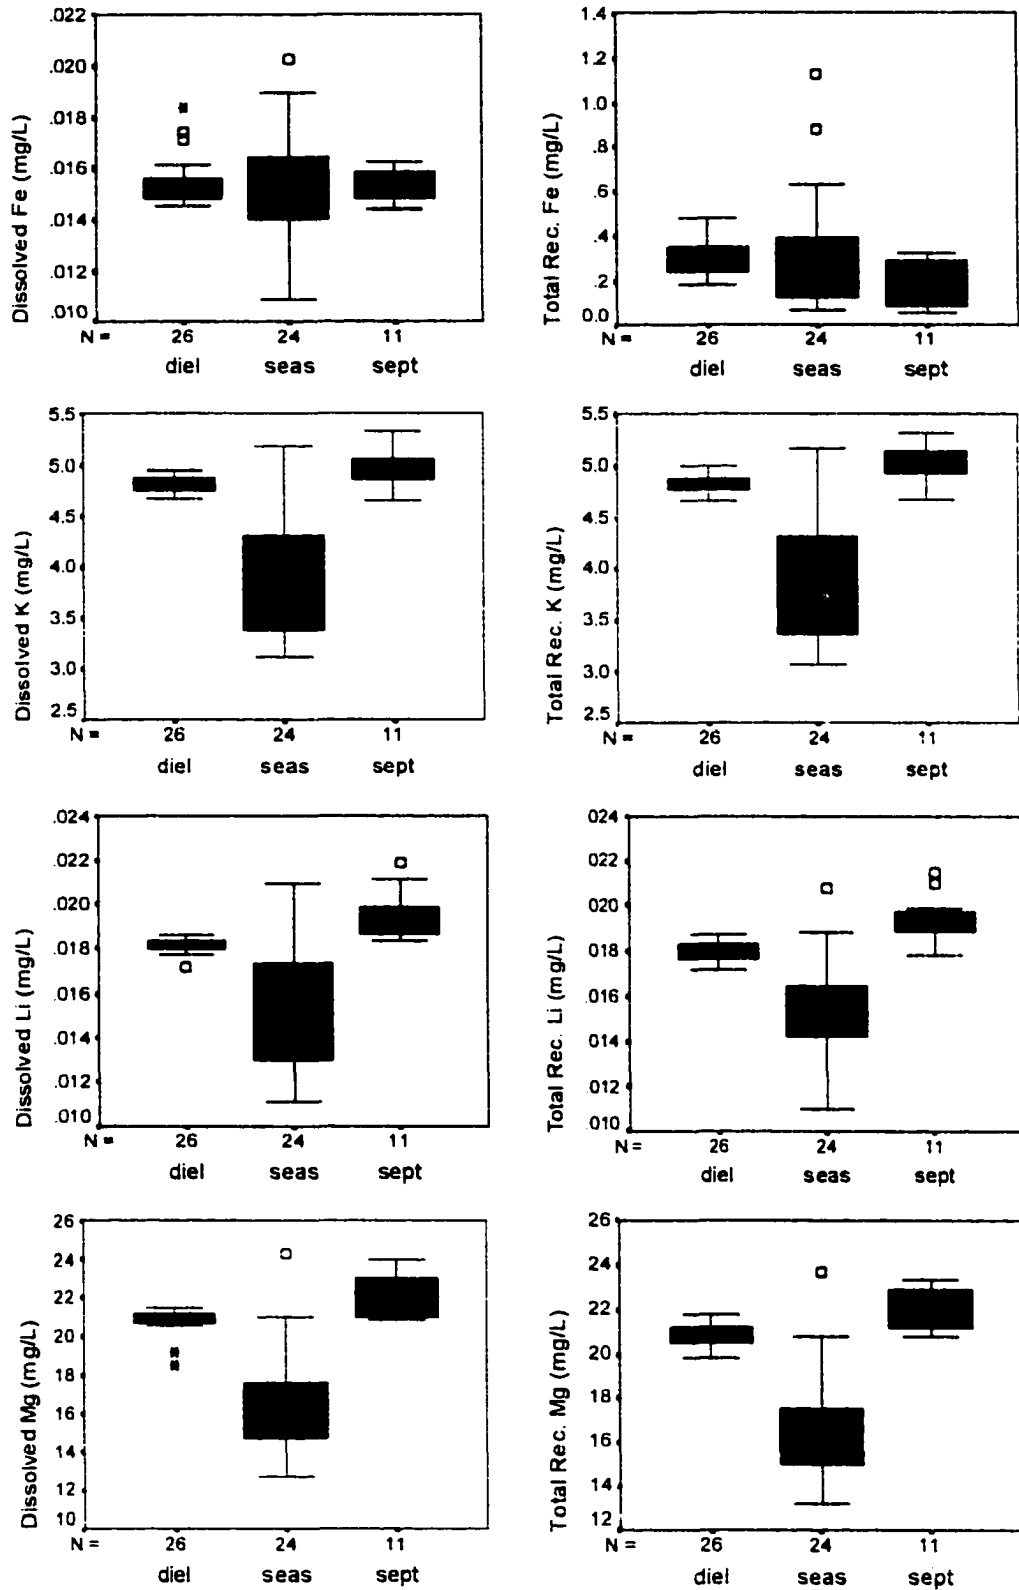 Dissolved Fe (mg/L)
.022
.020
.018
.016
.014
.012
.010
N =
26 24 11
diel seas sept
Total Rec. Fe (mg/L)
1.4
1.2
1.0
.8
.6
.4
.2
0.0
N =
26 24 11
diel seas sept
Dissolved K (mg/L)
5.5
5.0
4.5
4.0
3.5
3.0
2.5
N =
26 24 11
diel seas sept
Total Rec. K (mg/L)
5.5
5.0
4.5
4.0
3.5
3.0
2.5
N =
26 24 11
diel seas sept
Dissolved Li (mg/L)
.024
.022
.020
.018
.016
.014
.012
.010
N =
26 24 11
diel seas sept
Total Rec. Li (mg/L)
.024
.022
.020
.018
.016
.014
.012
.010
N =
26 24 11
diel seas sept
Dissolved Mg (mg/L)
26
24
22
20
18
16
14
12
10
N =
26 24 11
diel seas sept
Total Rec. Mg (mg/L)
26
24
22
20
18
16
14
12
N =
26 24 11
diel seas sept